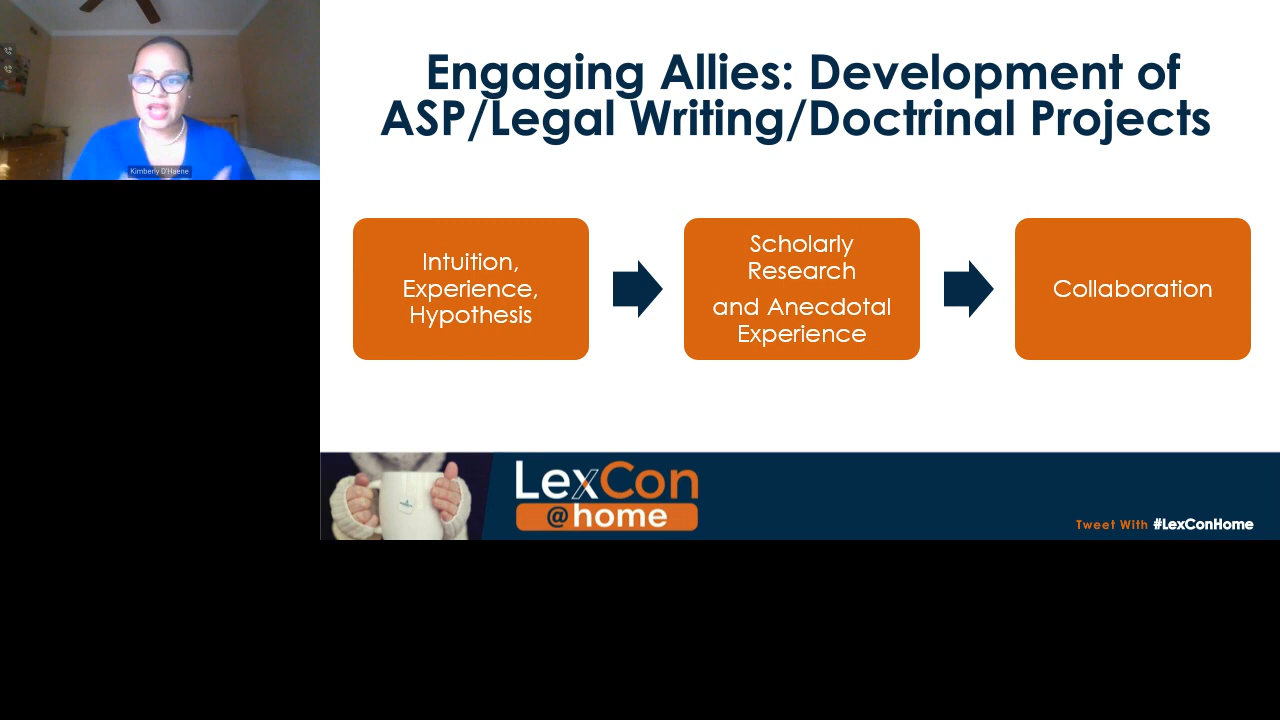 Kimberly D'Haene
Engaging Allies: Development of
ASP/Legal Writing/Doctrinal Projects
Intuition,
Experience,
Hypothesis
Scholarly
Research
and Anecdotal
Experience
Collaboration
LexCon
@home
Tweet With #LexConHome